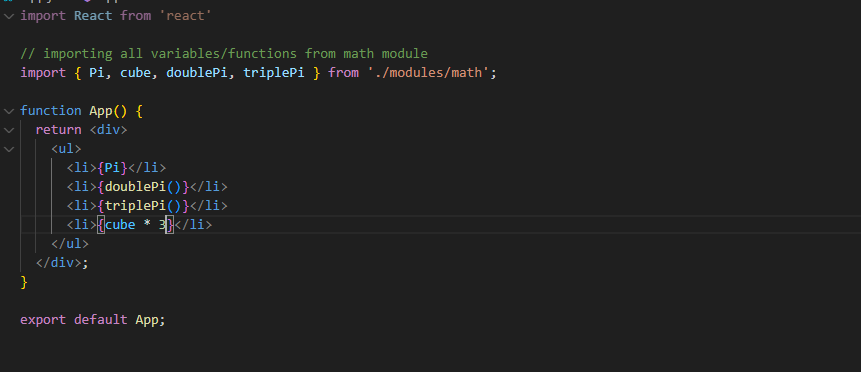 import React from 'react'
// importing all variables/functions from math module
import { Pi, cube, doublePi, triplePi } from './modules/math';
function App() {
  return <div>
    <ul>
      <li>{Pi}</li>
      <li>{doublePi()}</li>
      <li>{triplePi()}</li>
      <li>{cube * 3}</li>
    </ul>
  </div>;
}
export default App;